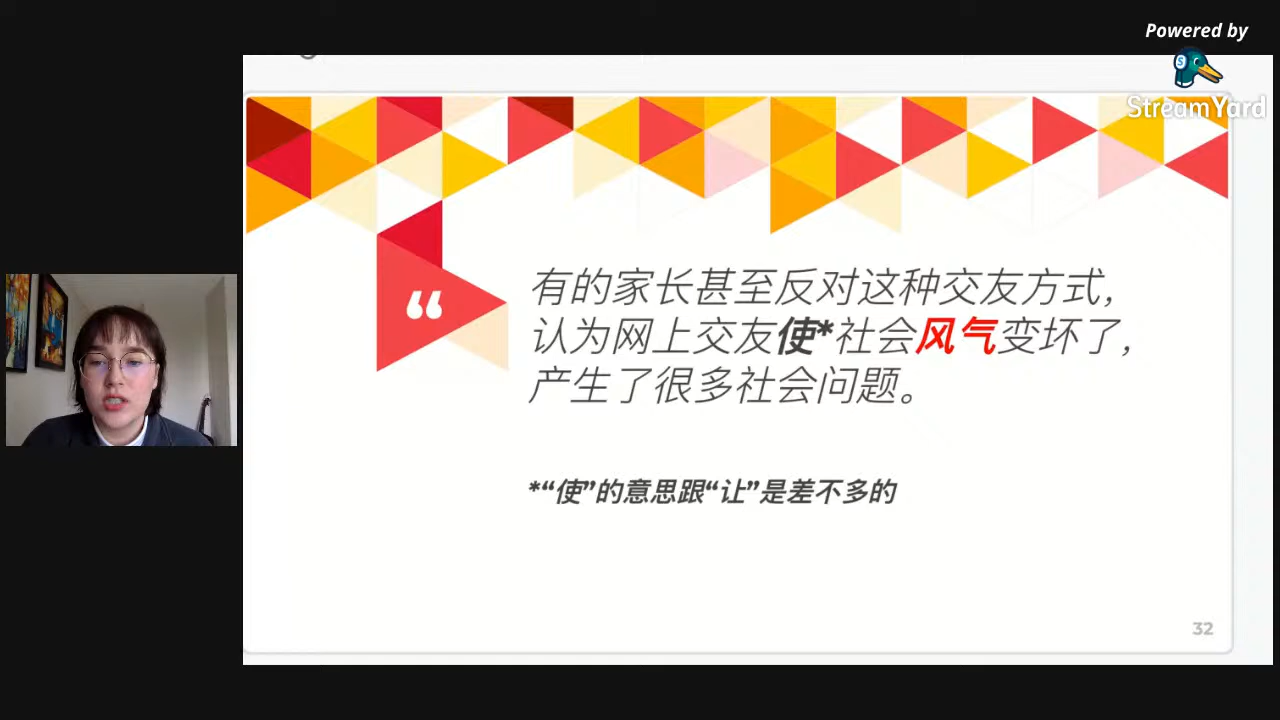 Powered by
StreamYard
“
有的家长甚至反对这种交友方式，
认为网上交友使*社会风气变坏了，
产生了很多社会问题。
*“使”的意思跟“让”是差不多的
32